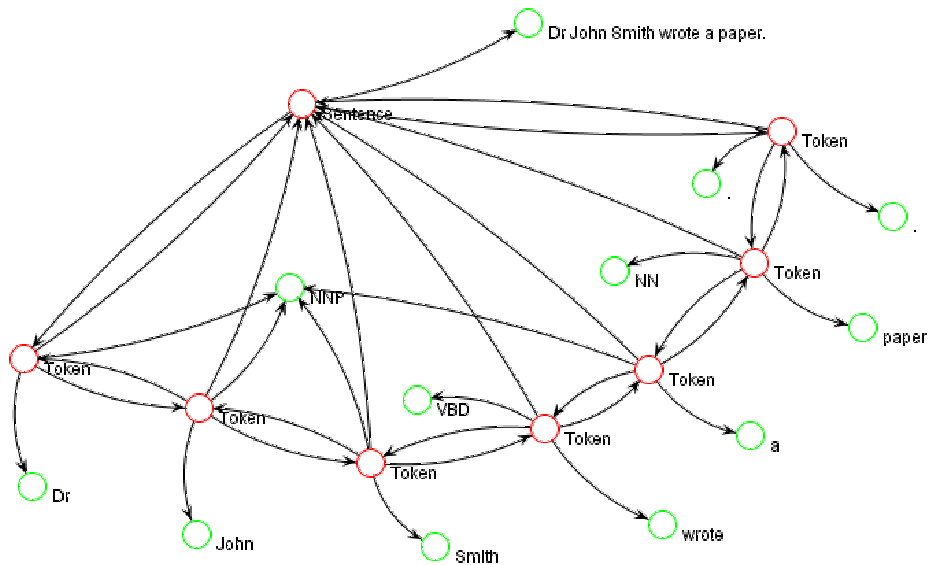 Dr John Smith wrote a paper.
Sentence
Token
.
.
Token
NN
NNP
paper
Token
Token
VBD
Token
Token
Token
a
Dr
wrote
John
Smith